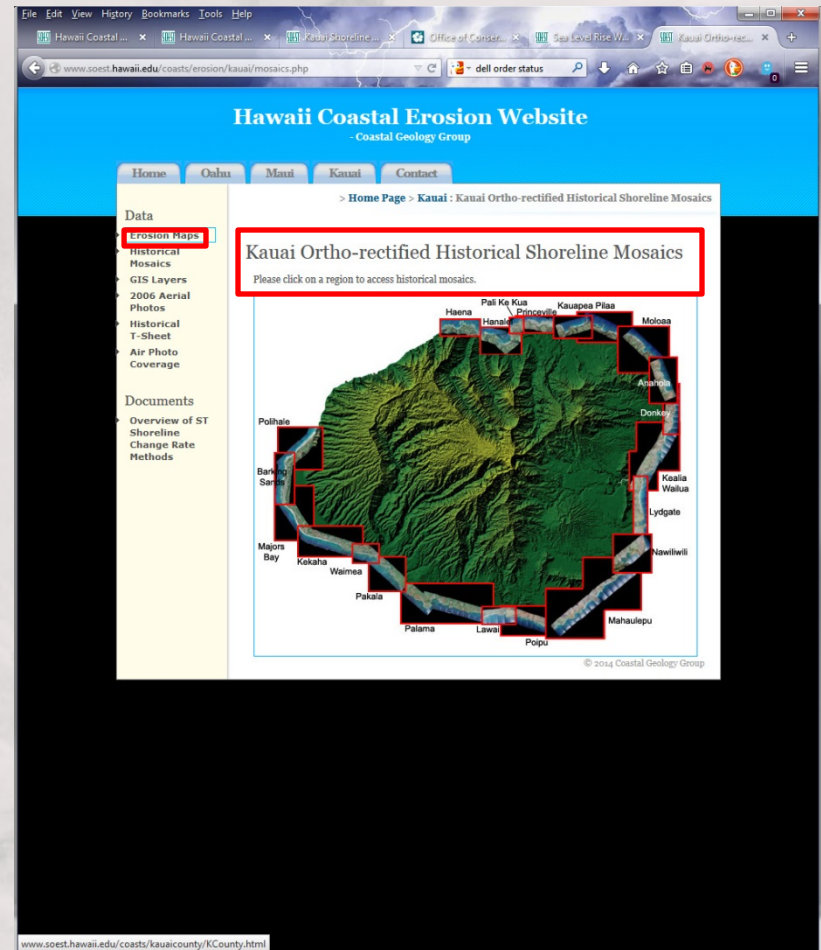 File Edit View History Bookmarks Tools Help
Hawaii Coastal ... × Hawaii Coastal ... × Kauai Shoreline ... × Office of Conser... × Sea Level Rise W... × Kauai Ortho-rec... × +
www.soest.hawaii.edu/coasts/erosion/kauai/mosaics.php
dell order status
0
Hawaii Coastal Erosion Website
- Coastal Geology Group
Home Oahu Maui Kauai Contact
> Home Page > Kauai : Kauai Ortho-rectified Historical Shoreline Mosaics
Data
Erosion Maps
Historical
Mosaics
GIS Layers
2006 Aerial
Photos
Historical
T-Sheet
Air Photo
Coverage
Documents
Overview of ST
Shoreline
Change Rate
Methods
Kauai Ortho-rectified Historical Shoreline Mosaics
Please click on a region to access historical mosaics.
Pali Ke Kua
Haena
Hanalei
Princeville
Kauapea Pilaa
Moloaa
Anahola
Donkey
Polihale
Barking
Sands
Kealia
Wailua
Lydgate
Majors
Bay
Kekaha
Waimea
Nawiliwili
Pakala
Palama
Lawai
Poipu
Mahaulepu
© 2014 Coastal Geology Group
www.soest.hawaii.edu/coasts/kauaicounty/KCounty.html